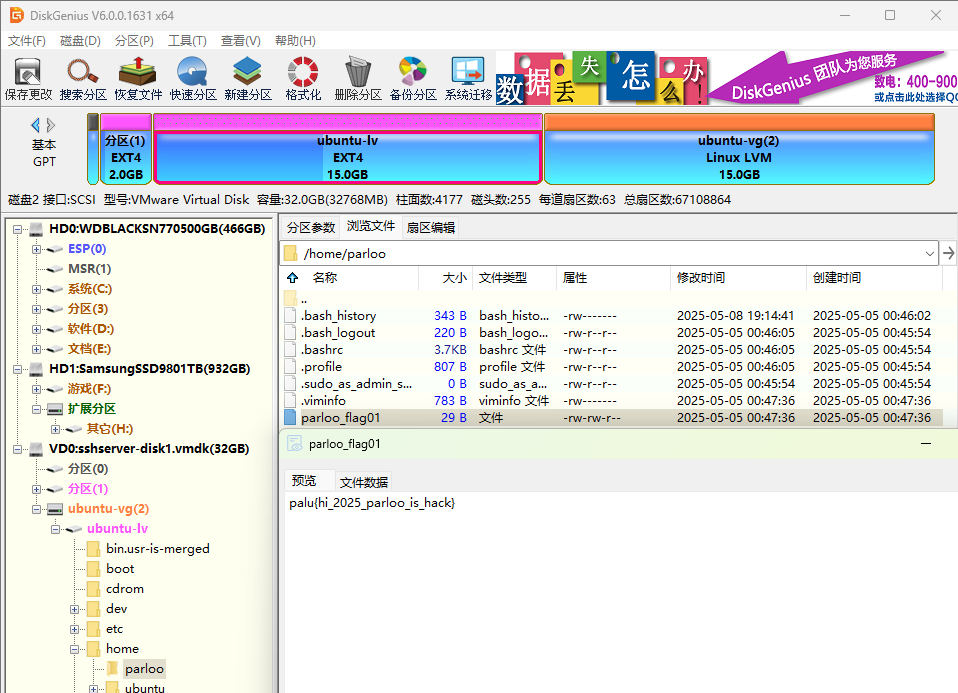 DiskGenius V6.0.0.1631 x64
文件(F) 磁盘(D) 分区(P) 工具(T) 查看(V) 帮助(H)
保存更改 搜索分区 恢复文件 快速分区 新建分区 格式化 删除分区 备份分区 系统迁移
数据丢失怎么办!
DiskGenius 团队为您服务
致电: 400-900
或点击此处选择QQ
基本
GPT
分区(1)
EXT4
2.0GB
ubuntu-lv
EXT4
15.0GB
ubuntu-vg(2)
Linux LVM
15.0GB
磁盘2 接口:SCSI 型号:VMware Virtual Disk 容量:32.0GB(32768MB) 柱面数:4177 磁头数:255 每道扇区数:63 总扇区数:67108864
HD0:WDBLACKSN770500GB(466GB)
ESP(0)
MSR(1)
系统(C:)
分区(3)
软件(D:)
文档(E:)
HD1:SamsungSSD9801TB(932GB)
游戏(F:)
扩展分区
其它(H:)
VD0:sshserver-disk1.vmdk(32GB)
分区(0)
分区(1)
ubuntu-vg(2)
ubuntu-lv
bin.usr-is-merged
boot
cdrom
dev
etc
home
parloo
ubuntu
分区参数 浏览文件 扇区编辑
/home/parloo
名称 大小 文件类型 属性 修改时间 创建时间
..
.bash_history 343 B bash_histo... -rw------- 2025-05-08 19:14:41 2025-05-05 00:46:02
.bash_logout 220 B bash_logo... -rw-r--r-- 2025-05-05 00:46:05 2025-05-05 00:45:54
.bashrc 3.7KB bashrc 文件 -rw-r--r-- 2025-05-05 00:46:05 2025-05-05 00:45:54
.profile 807 B profile 文件 -rw-r--r-- 2025-05-05 00:46:05 2025-05-05 00:45:54
.sudo_as_admin_s... 0 B sudo_as_a... -rw-r--r-- 2025-05-05 00:45:54 2025-05-05 00:45:54
.viminfo 783 B viminfo 文件 -rw------- 2025-05-05 00:47:36 2025-05-05 00:47:36
parloo_flag01 29 B 文件 -rw-rw-r-- 2025-05-05 00:47:36 2025-05-05 00:47:36
parloo_flag01
预览 文件数据
palu{hi_2025_parloo_is_hack}